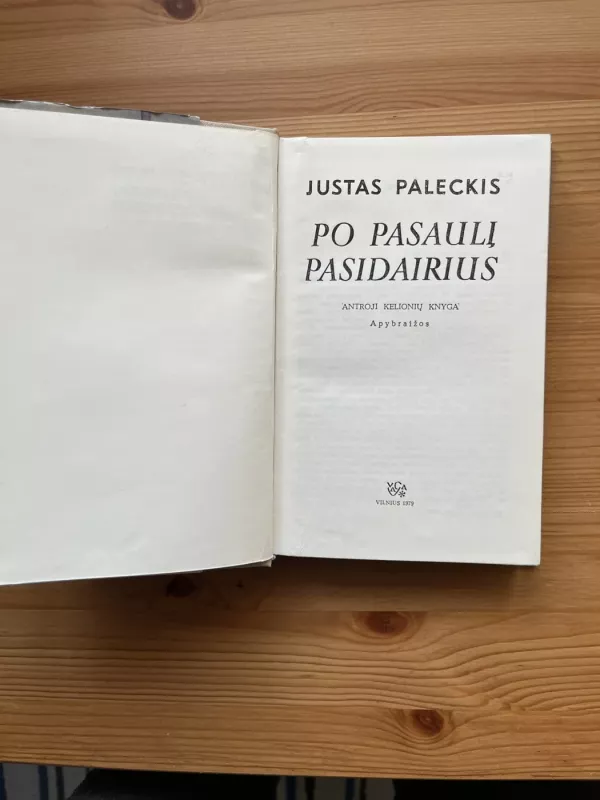 JUSTAS PALECKIS
PO PASAULĮ
PASIDAIRIUS
ANTROJI KELIONIŲ KNYGA
Apybraižos
VILNIUS 1979